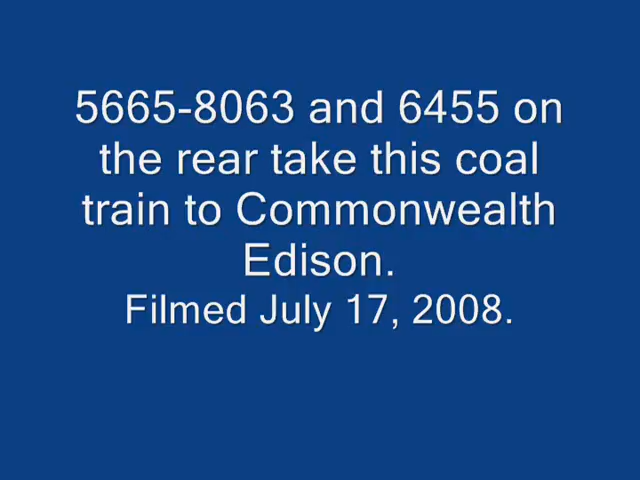 5665-8063 and 6455 on
the rear take this coal
train to Commonwealth
Edison.
Filmed July 17, 2008.